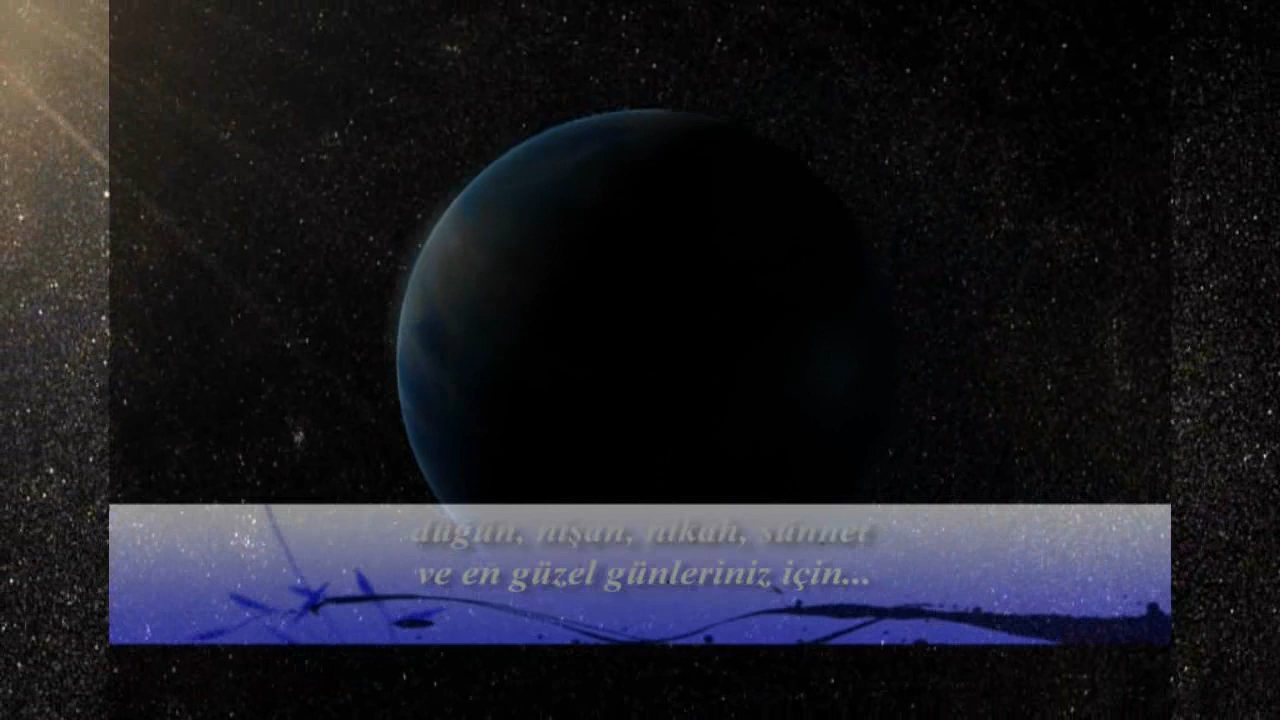 düğün, nişan, nikah, sünnet
ve en güzel günleriniz için...